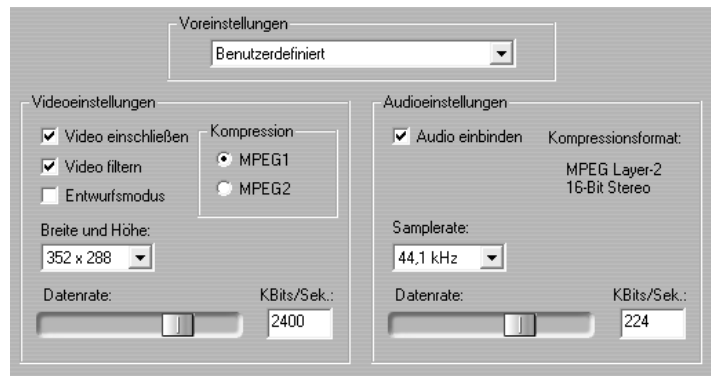 Voreinstellungen
Benutzerdefiniert
Videoeinstellungen
Video einschließen
Video filtern
Entwurfsmodus
Kompression
MPEG1
MPEG2
Breite und Höhe:
352 x 288
Datenrate:
KBits/Sek.:
2400
Audioeinstellungen
Audio einbinden
Kompressionsformat:
MPEG Layer-2
16-Bit Stereo
Samplerate:
44,1 kHz
Datenrate:
KBits/Sek.:
224